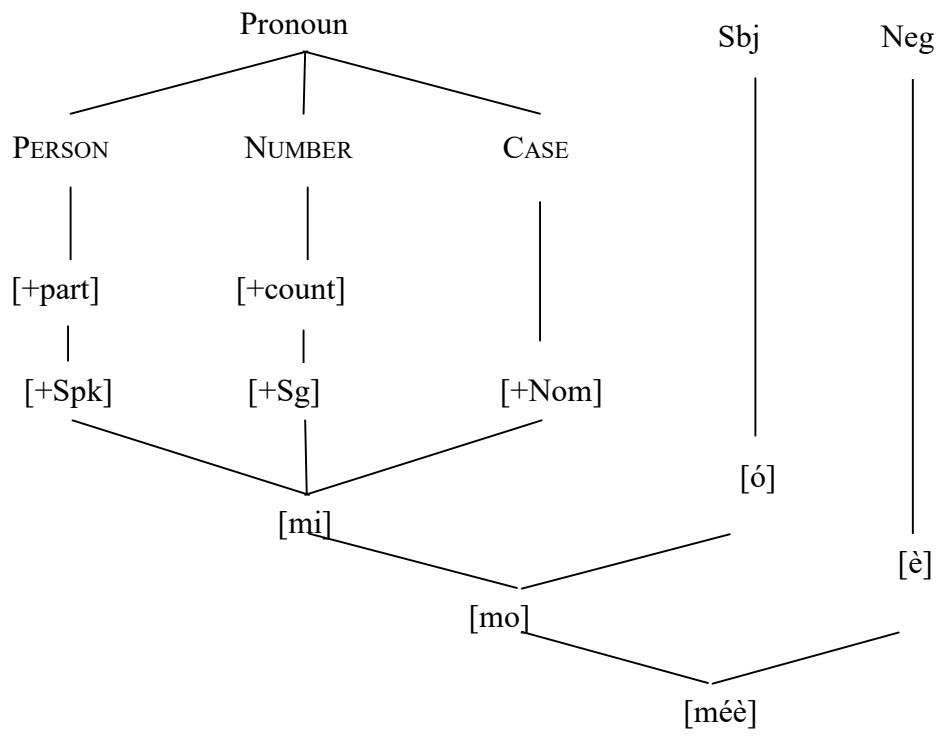 Pronoun Sbj Neg
PERSON NUMBER CASE
[+part] [+count]
[+Spk] [+Sg] [+Nom]
[ó]
[mi]
[è]
[mo]
[méè]